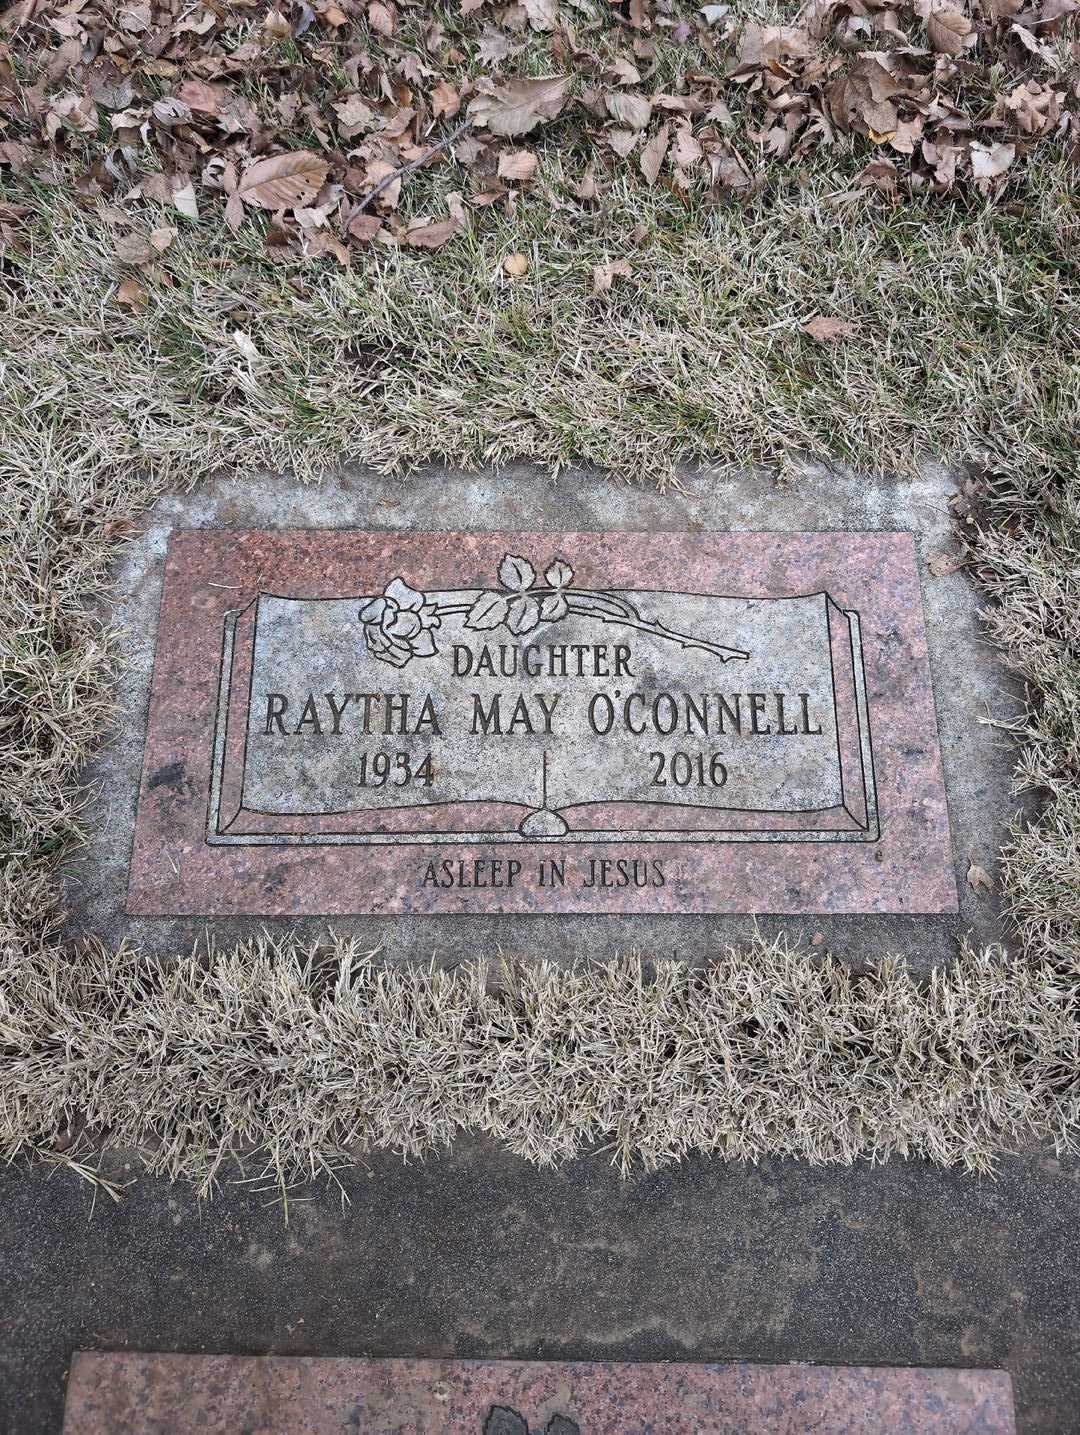 DAUGHTER
RAYTHA MAY O'CONNELL
1934 2016
ASLEEP IN JESUS